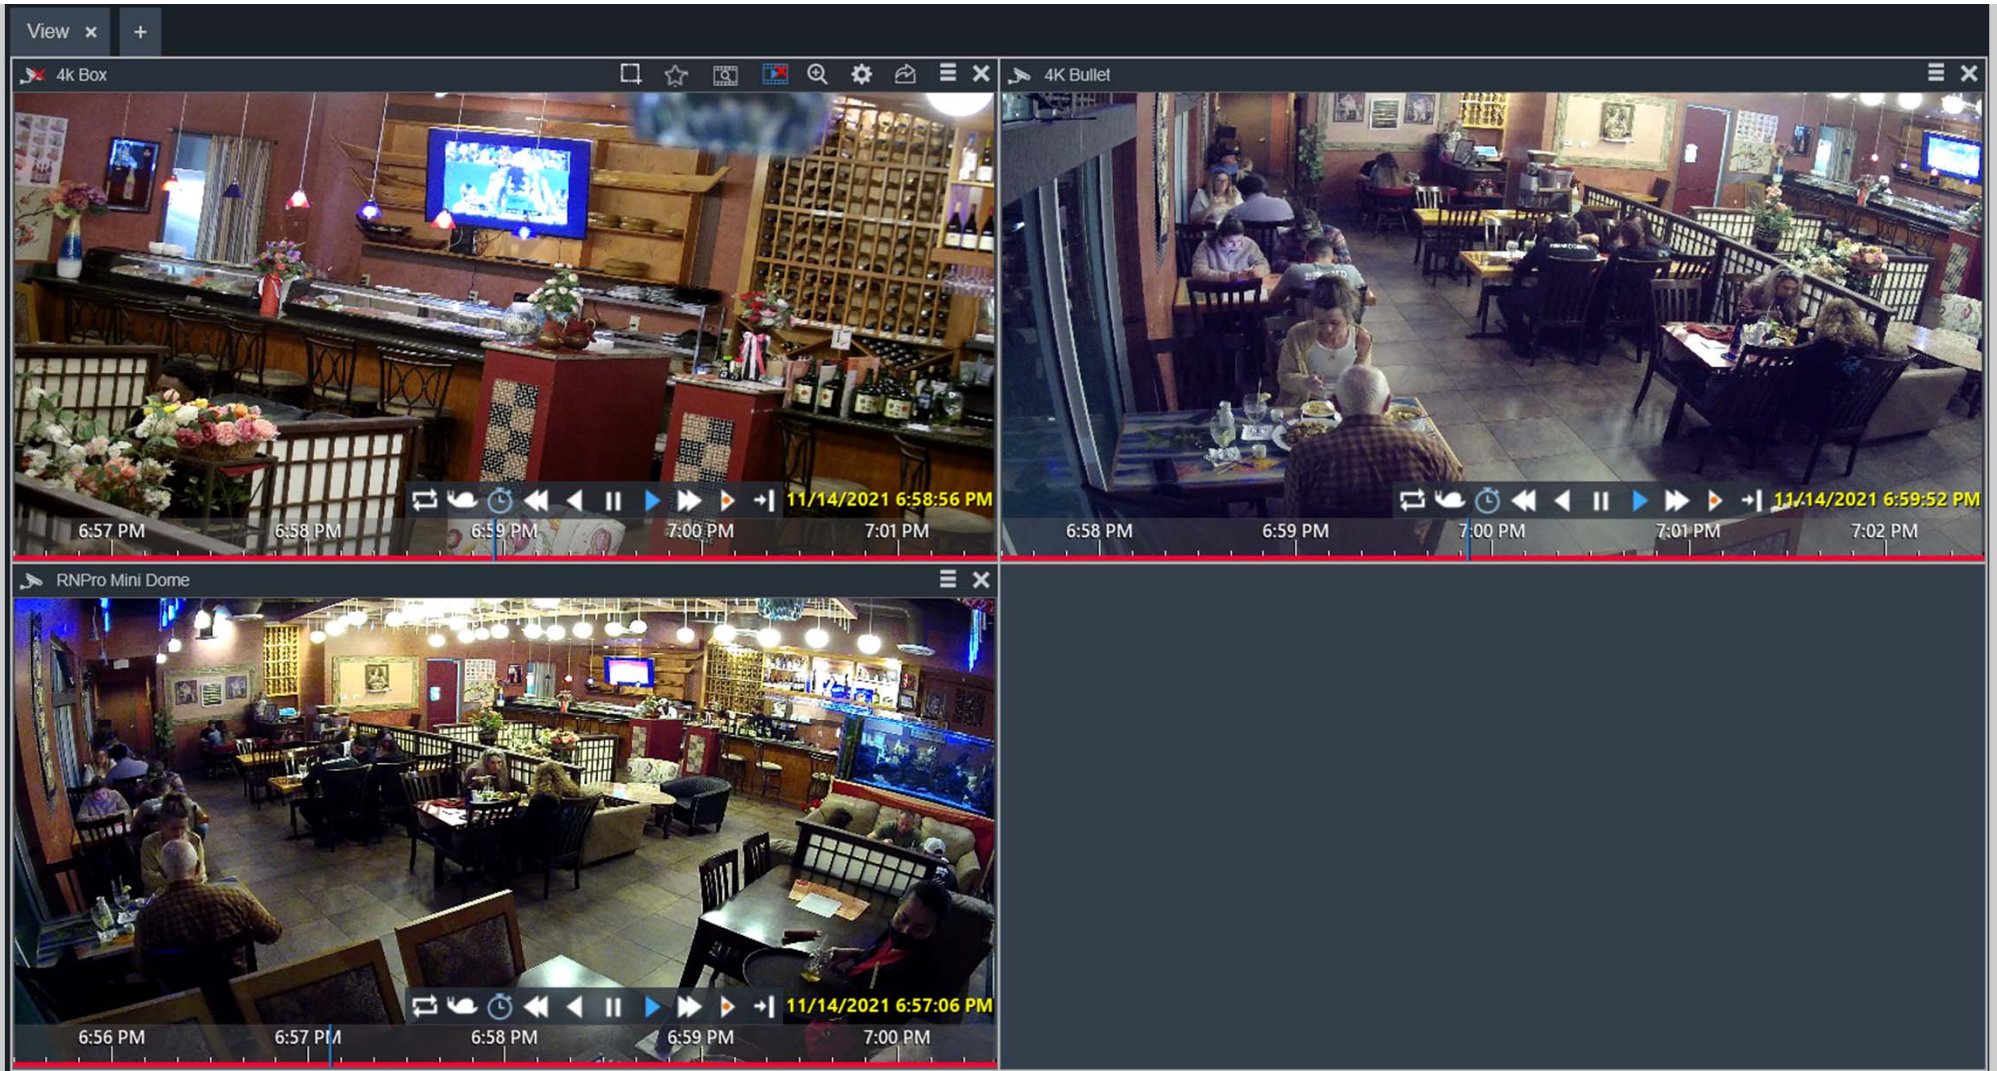 View
4k Box
11/14/2021 6:58:56 PM
6:57 PM 6:58 PM 6:59 PM 7:00 PM 7:01 PM
4K Bullet
11/14/2021 6:59:52 PM
6:58 PM 6:59 PM 7:00 PM 7:01 PM 7:02 PM
RNPro Mini Dome
11/14/2021 6:57:06 PM
6:56 PM 6:57 PM 6:58 PM 6:59 PM 7:00 PM